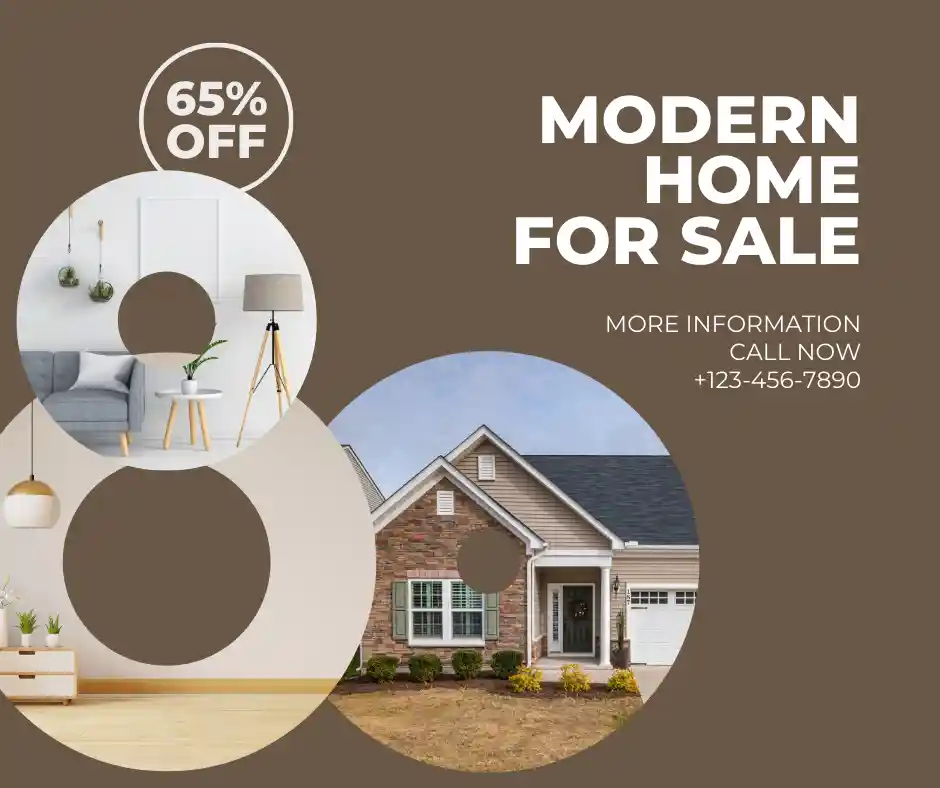 65%
OFF
MODERN
HOME
FOR SALE
MORE INFORMATION
CALL NOW
+123-456-7890